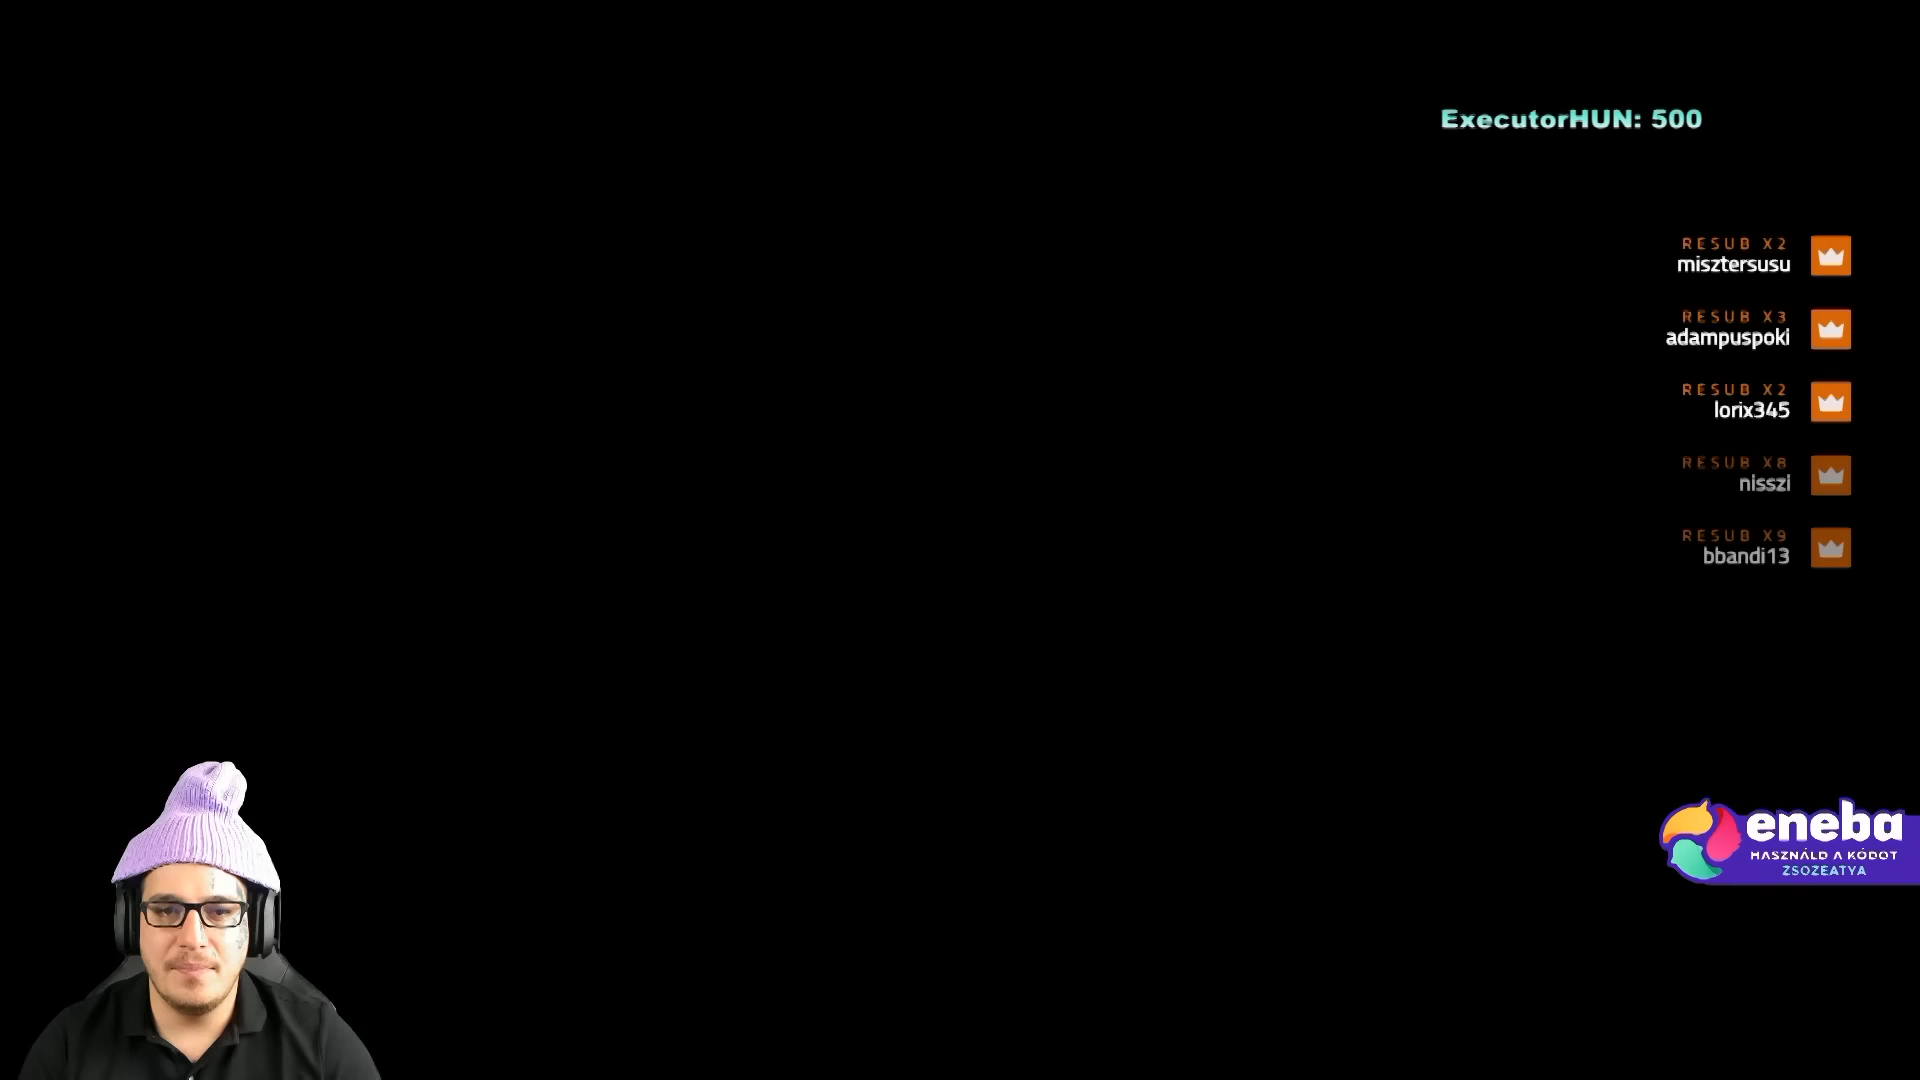 ExecutorHUN: 500
RESUB X2
misztersusu
RESUB X3
adampuspoki
RESUB X2
lorix345
RESUB X8
nisszi
RESUB X9
bbandi13
eneba
HASZNÁLD A KÓDOT
ZSOZEATYA